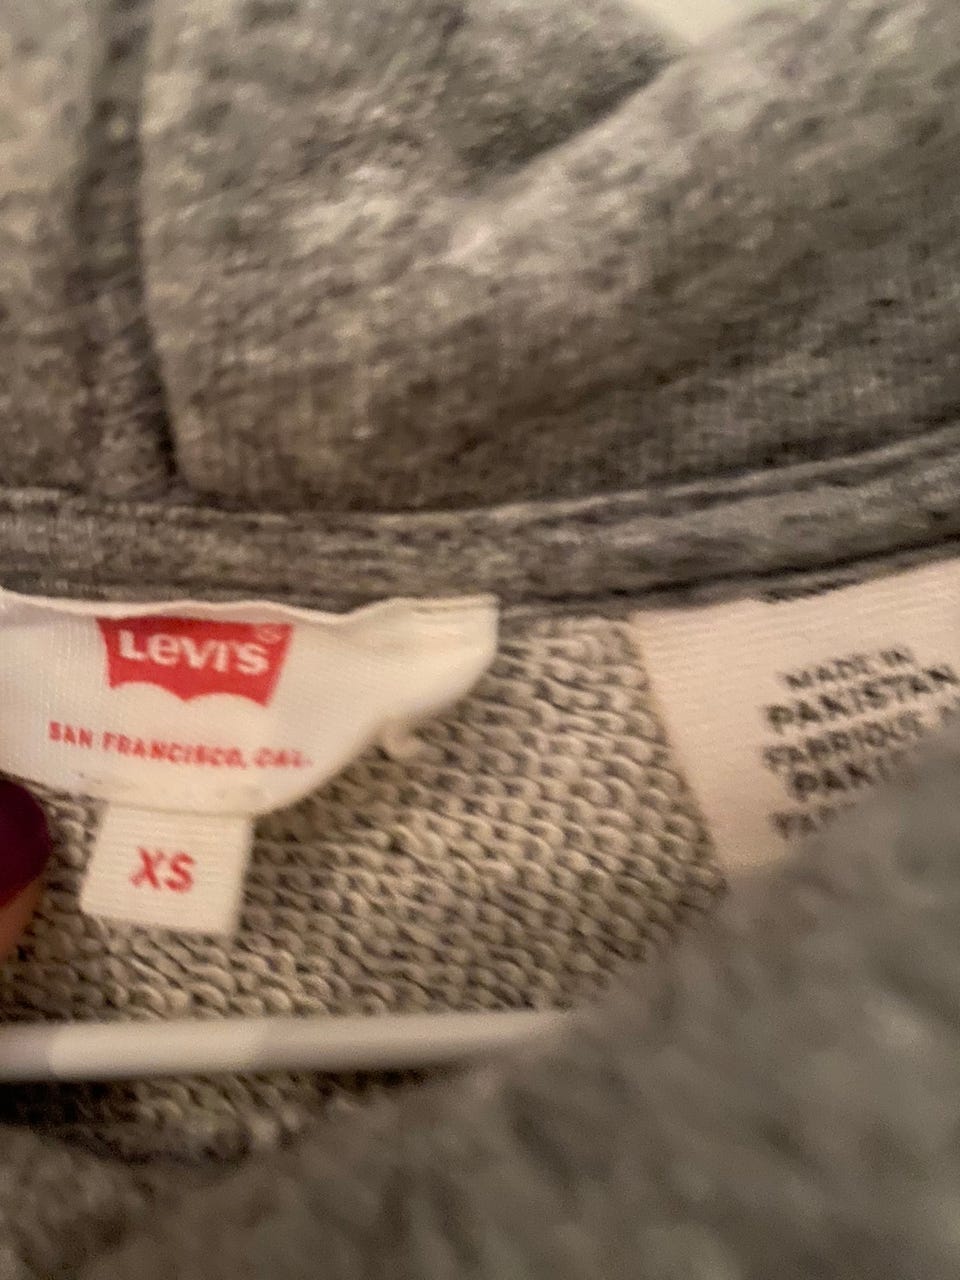 Levi's®
SAN FRANCISCO, CAL.
XS
MADE IN
PAKISTAN